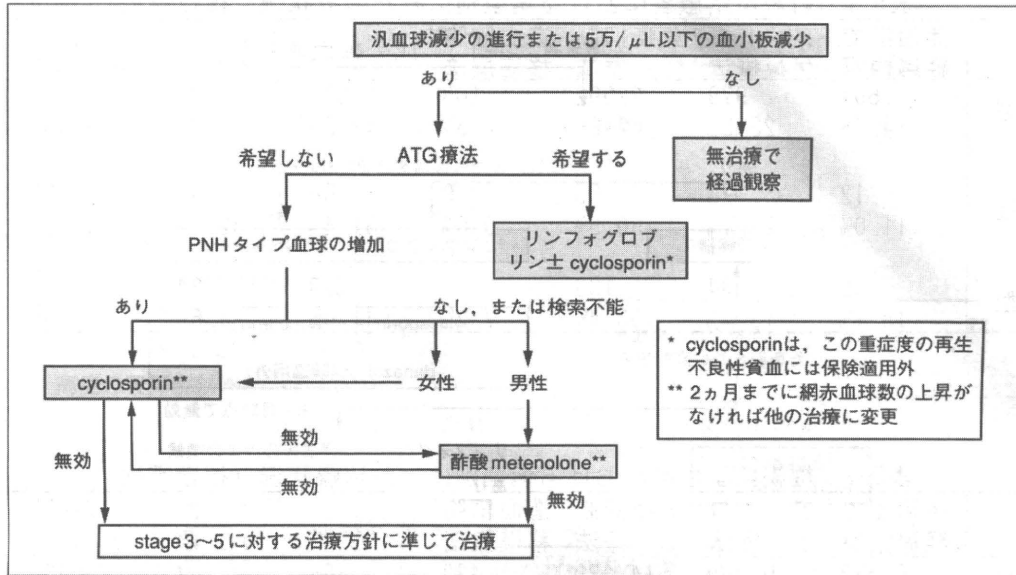 汎血球減少の進行または5万/μL以下の血小板減少
あり
なし
希望しない
ATG療法
希望する
無治療で
経過観察
PNHタイプ血球の増加
リンフォグロブ
リン±cyclosporin*
あり
なし，または検索不能
cyclosporin**
女性
男性
* cyclosporinは，この重症度の再生
不良性貧血には保険適用外
** 2ヵ月までに網赤血球数の上昇が
なければ他の治療に変更
無効
無効
無効
酢酸metenolone**
無効
stage3～5に対する治療方針に準じて治療